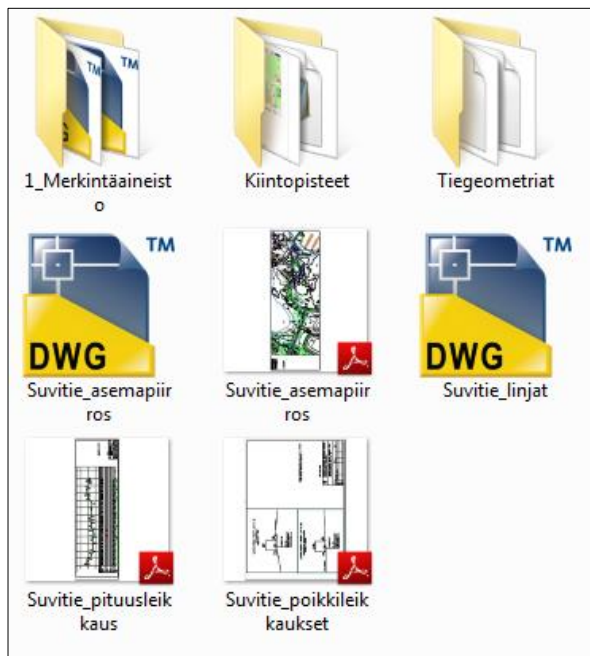 TM
TM
1_Merkintäaineist
o
Kiintopisteet
Tiegeometriat
TM
DWG
Suvitie_asemapiir
ros
Suvitie_asemapiir
ros
TM
DWG
Suvitie_linjat
Suvitie_pituusleik
kaus
Suvitie_poikkileik
kaukset